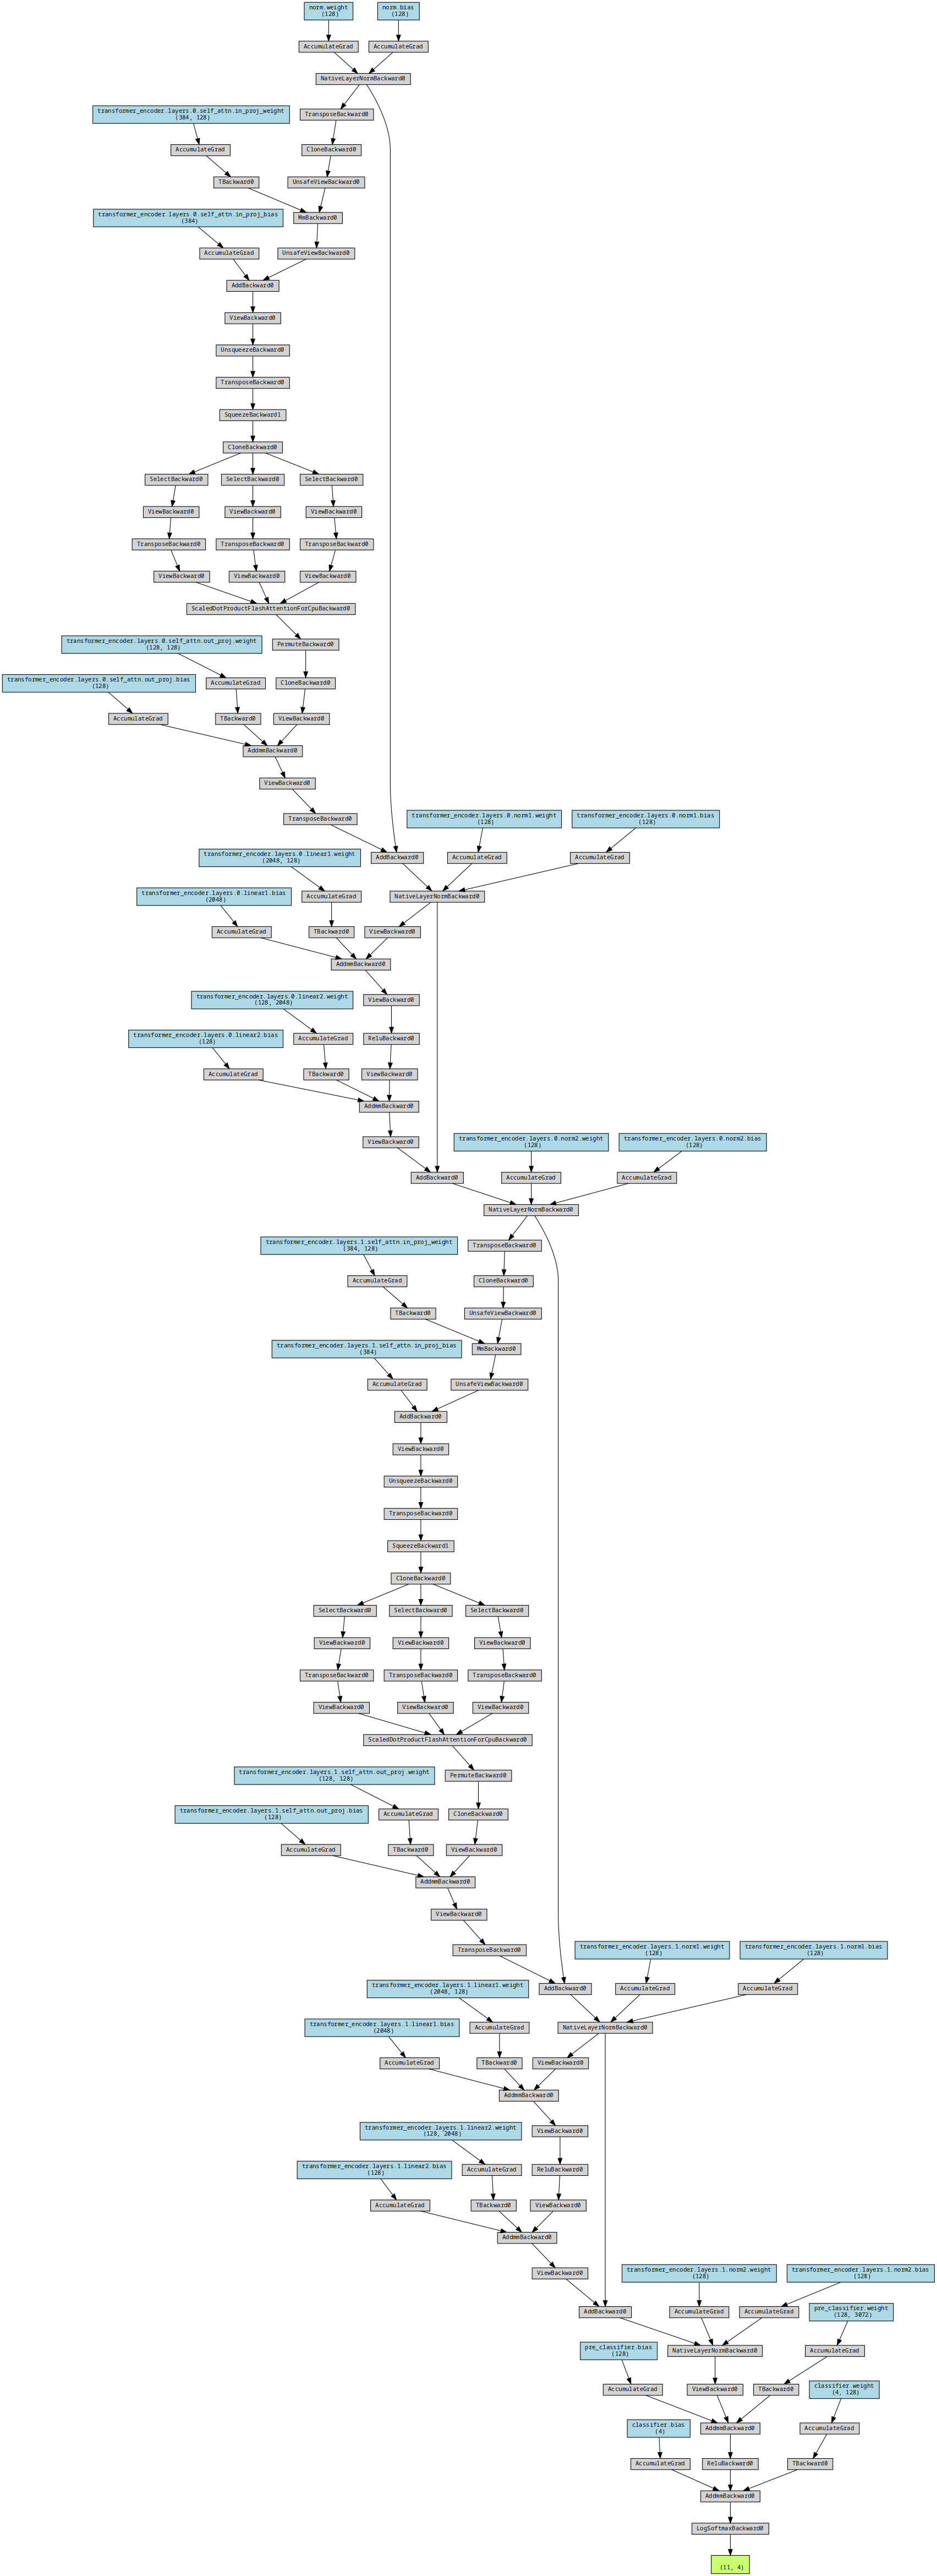 norm.weight
(128)
norm.bias
(128)
AccumulateGrad
AccumulateGrad
NativeLayerNormBackward0
transformer_encoder.layers.0.self_attn.in_proj_weight
(384, 128)
TransposeBackward0
AccumulateGrad
CloneBackward0
TBackward0
UnsafeViewBackward0
transformer_encoder.layers.0.self_attn.in_proj_bias
(384)
MmBackward0
AccumulateGrad
UnsafeViewBackward0
AddBackward0
ViewBackward0
UnsqueezeBackward0
TransposeBackward0
SqueezeBackward1
CloneBackward0
SelectBackward0
SelectBackward0
SelectBackward0
ViewBackward0
ViewBackward0
ViewBackward0
TransposeBackward0
TransposeBackward0
TransposeBackward0
ViewBackward0
ViewBackward0
ViewBackward0
ScaledDotProductFlashAttentionForCpuBackward0
transformer_encoder.layers.0.self_attn.out_proj.weight
(128, 128)
PermuteBackward0
transformer_encoder.layers.0.self_attn.out_proj.bias
(128)
AccumulateGrad
CloneBackward0
AccumulateGrad
TBackward0
ViewBackward0
AddmmBackward0
ViewBackward0
TransposeBackward0
transformer_encoder.layers.0.norm1.weight
(128)
transformer_encoder.layers.0.norm1.bias
(128)
transformer_encoder.layers.0.linear1.weight
(2048, 128)
AddBackward0
AccumulateGrad
AccumulateGrad
transformer_encoder.layers.0.linear1.bias
(2048)
AccumulateGrad
NativeLayerNormBackward0
AccumulateGrad
TBackward0
ViewBackward0
AddmmBackward0
transformer_encoder.layers.0.linear2.weight
(128, 2048)
ViewBackward0
transformer_encoder.layers.0.linear2.bias
(128)
AccumulateGrad
ReluBackward0
AccumulateGrad
TBackward0
ViewBackward0
AddmmBackward0
ViewBackward0
transformer_encoder.layers.0.norm2.weight
(128)
transformer_encoder.layers.0.norm2.bias
(128)
AddBackward0
AccumulateGrad
AccumulateGrad
NativeLayerNormBackward0
transformer_encoder.layers.1.self_attn.in_proj_weight
(384, 128)
TransposeBackward0
AccumulateGrad
CloneBackward0
TBackward0
UnsafeViewBackward0
transformer_encoder.layers.1.self_attn.in_proj_bias
(384)
MmBackward0
AccumulateGrad
UnsafeViewBackward0
AddBackward0
ViewBackward0
UnsqueezeBackward0
TransposeBackward0
SqueezeBackward1
CloneBackward0
SelectBackward0
SelectBackward0
SelectBackward0
ViewBackward0
ViewBackward0
ViewBackward0
TransposeBackward0
TransposeBackward0
TransposeBackward0
ViewBackward0
ViewBackward0
ViewBackward0
ScaledDotProductFlashAttentionForCpuBackward0
transformer_encoder.layers.1.self_attn.out_proj.weight
(128, 128)
PermuteBackward0
transformer_encoder.layers.1.self_attn.out_proj.bias
(128)
AccumulateGrad
CloneBackward0
AccumulateGrad
TBackward0
ViewBackward0
AddmmBackward0
ViewBackward0
TransposeBackward0
transformer_encoder.layers.1.norm1.weight
(128)
transformer_encoder.layers.1.norm1.bias
(128)
transformer_encoder.layers.1.linear1.weight
(2048, 128)
AddBackward0
AccumulateGrad
AccumulateGrad
transformer_encoder.layers.1.linear1.bias
(2048)
AccumulateGrad
NativeLayerNormBackward0
AccumulateGrad
TBackward0
ViewBackward0
AddmmBackward0
transformer_encoder.layers.1.linear2.weight
(128, 2048)
ViewBackward0
transformer_encoder.layers.1.linear2.bias
(128)
AccumulateGrad
ReluBackward0
AccumulateGrad
TBackward0
ViewBackward0
AddmmBackward0
ViewBackward0
transformer_encoder.layers.1.norm2.weight
(128)
transformer_encoder.layers.1.norm2.bias
(128)
AddBackward0
AccumulateGrad
AccumulateGrad
pre_classifier.weight
(128, 3072)
pre_classifier.bias
(128)
NativeLayerNormBackward0
AccumulateGrad
AccumulateGrad
ViewBackward0
TBackward0
classifier.weight
(4, 128)
classifier.bias
(4)
AddmmBackward0
AccumulateGrad
AccumulateGrad
ReluBackward0
TBackward0
AddmmBackward0
LogSoftmaxBackward0
(11, 4)